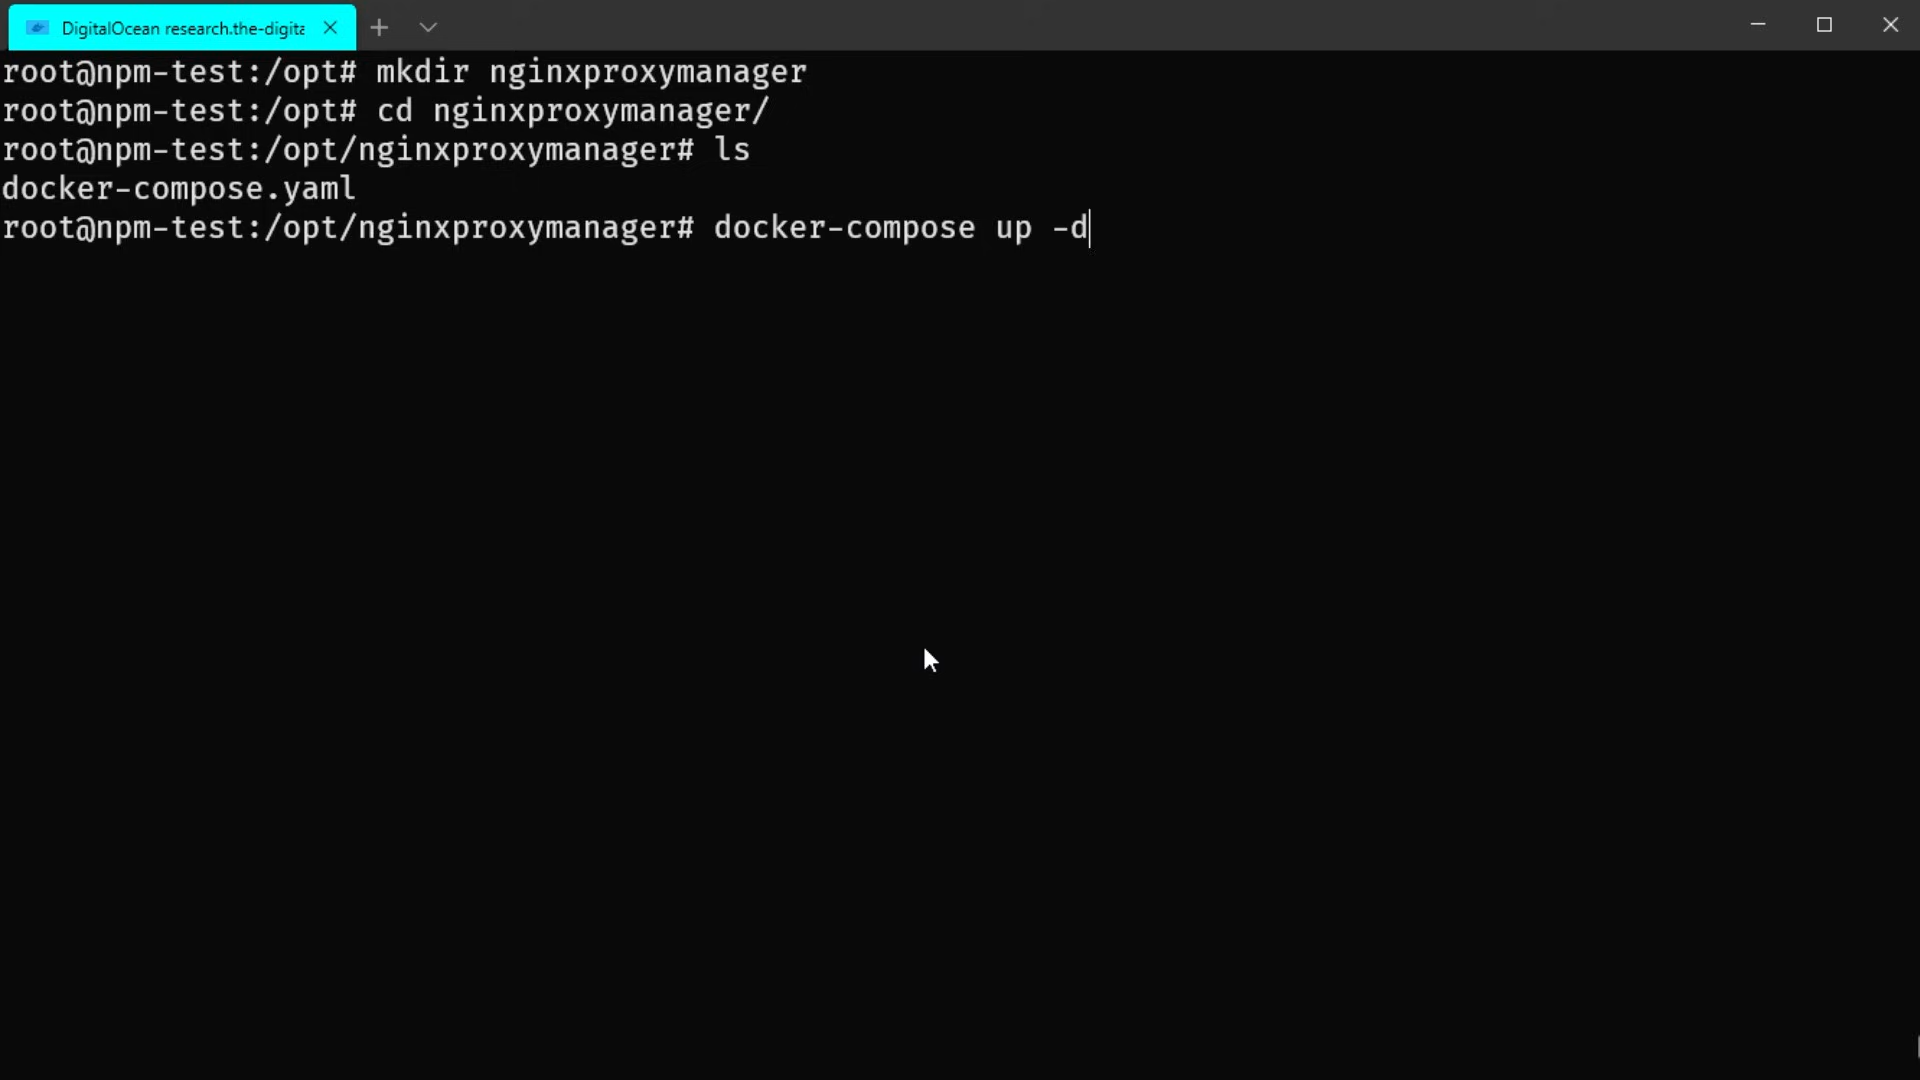 DigitalOcean research.the-digita
root@npm-test:/opt# mkdir nginxproxymanager
root@npm-test:/opt# cd nginxproxymanager/
root@npm-test:/opt/nginxproxymanager# ls
docker-compose.yaml
root@npm-test:/opt/nginxproxymanager# docker-compose up -d